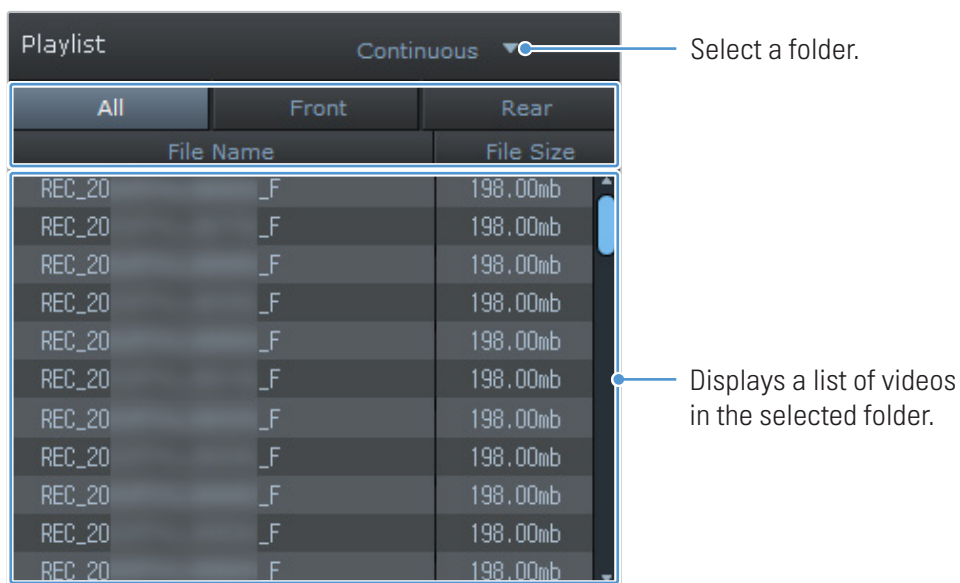 Playlist Continuous
Select a folder.
All Front Rear
File Name File Size
REC_20 _F 198.00mb
REC_20 _F 198.00mb
REC_20 _F 198.00mb
REC_20 _F 198.00mb
REC_20 _F 198.00mb
REC_20 _F 198.00mb
REC_20 _F 198.00mb
REC_20 _F 198.00mb
REC_20 _F 198.00mb
REC_20 _F 198.00mb
REC_20 _F 198.00mb
Displays a list of videos
in the selected folder.